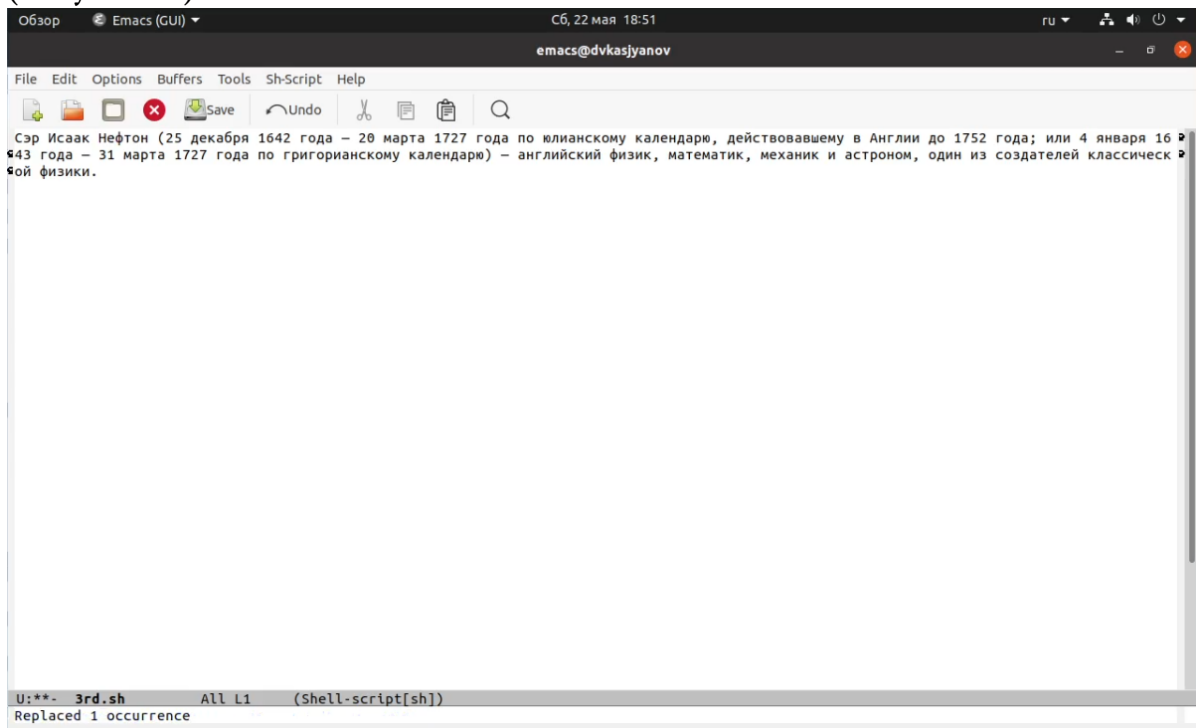 Обзор Emacs (GUI) Сб, 22 мая 18:51 ru
emacs@dvkasjyanov
File Edit Options Buffers Tools Sh-Script Help
Save Undo
Сэр Исаак Нефтон (25 декабря 1642 года – 20 марта 1727 года по юлианскому календарю, действовавшему в Англии до 1752 года; или 4 января 16
43 года – 31 марта 1727 года по григорианскому календарю) – английский физик, математик, механик и астроном, один из создателей классическ
ой физики.
U:**- 3rd.sh All L1 (Shell-script[sh])
Replaced 1 occurrence